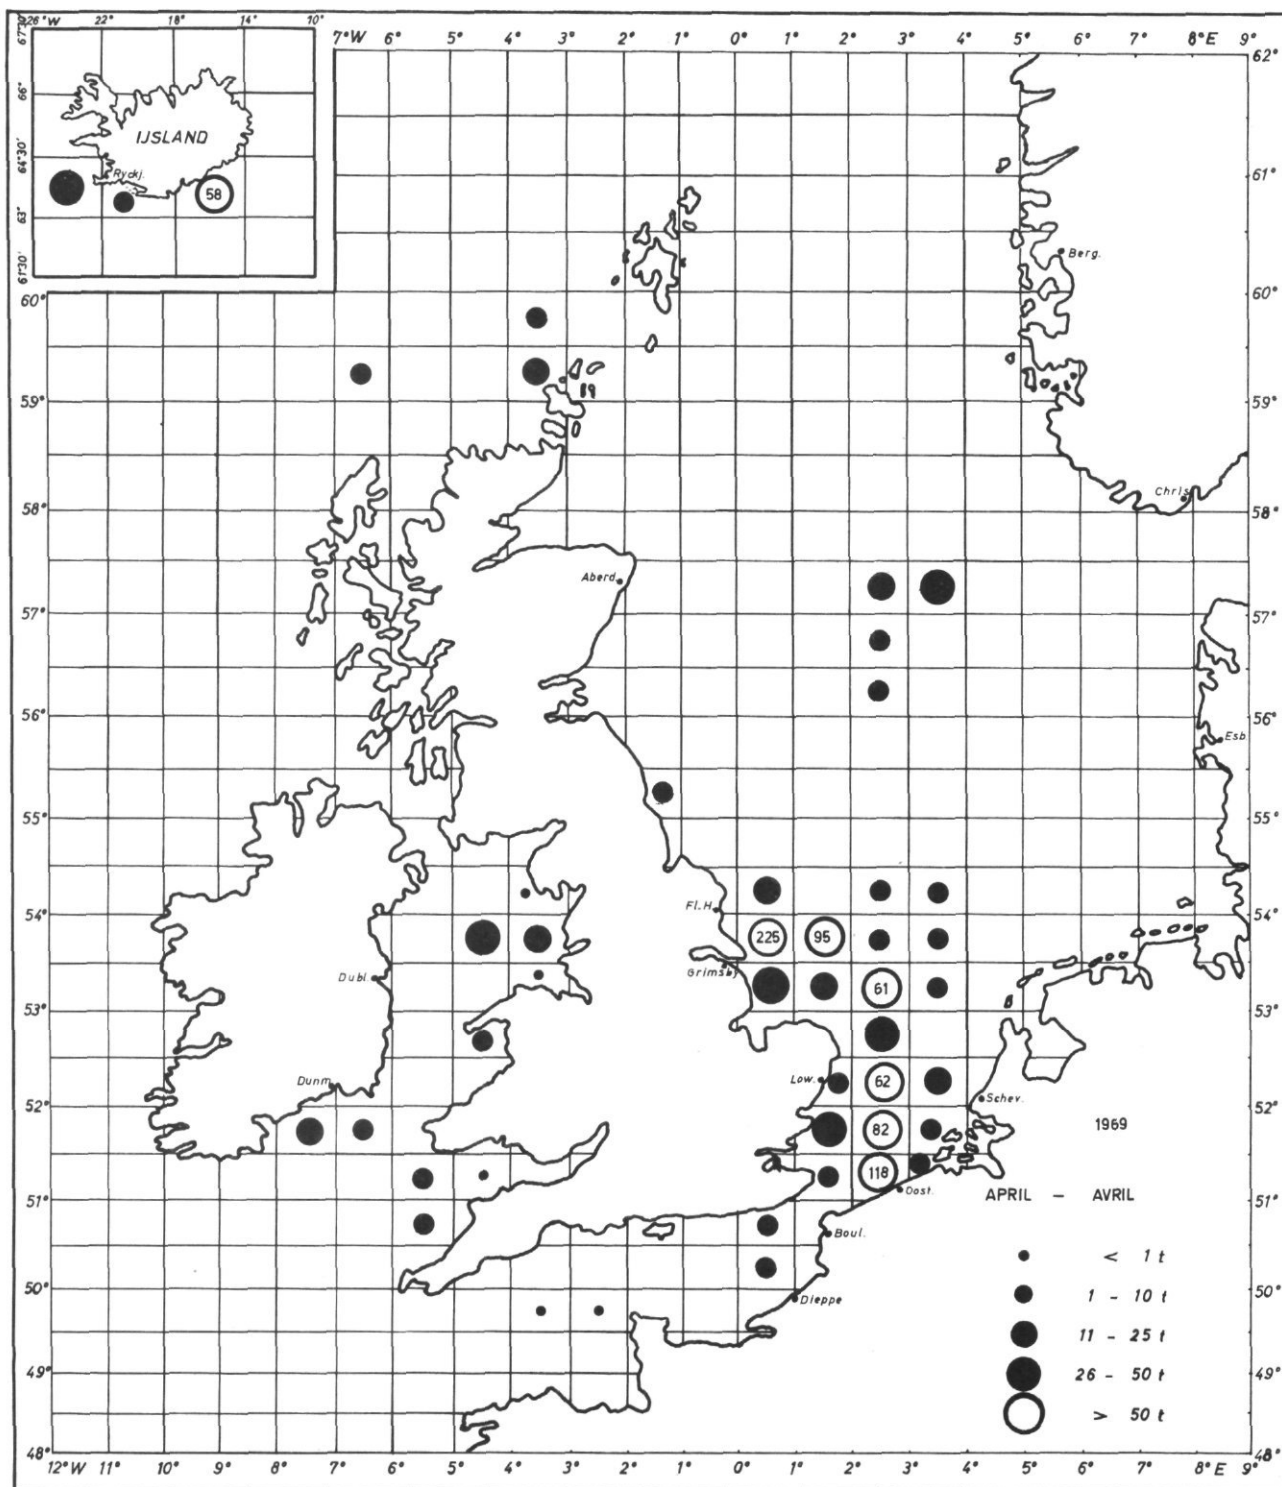 26°W 22° 18° 14° 10°
67°30'
66°
64°30'
63°
61°30'
IJSLAND
Ryckj.
58
7°W 6° 5° 4° 3° 2° 1° 0° 1° 2° 3° 4° 5° 6° 7° 8°E 9°
62°
61°
60° 60°
59° 59°
58° 58°
57° 57°
56° 56°
55° 55°
54° 54°
53° 53°
52° 52°
51° 51°
50° 50°
49° 49°
48° 48°
Berg.
Chris
Aberd.
Esb.
Fl.H.
225 95
Grimsby
Dubl.
61
Dunm.
Low.
62
Schev.
82
1969
118
Oost.
APRIL – AVRIL
Boul.
Dieppe
< 1 t
1 – 10 t
11 – 25 t
26 – 50 t
> 50 t
12°W 11° 10° 9° 8° 7° 6° 5° 4° 3° 2° 1° 0° 1° 2° 3° 4° 5° 6° 7° 8°E 9°